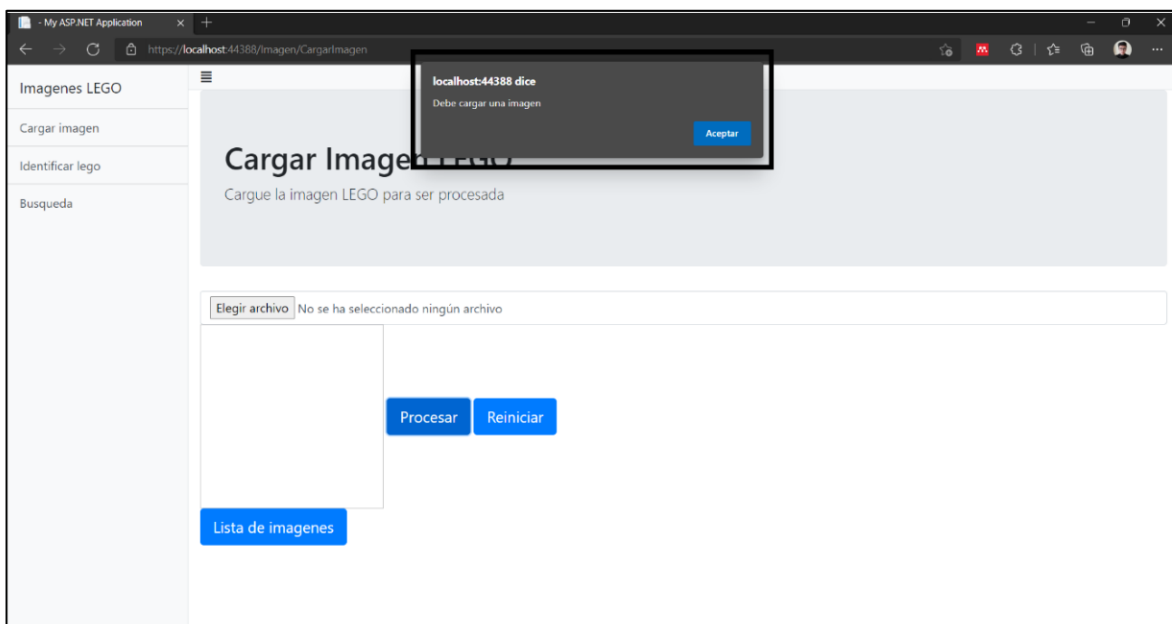 - My ASP.NET Application
https://localhost:44388/Imagen/CargarImagen
localhost:44388 dice
Debe cargar una imagen
Aceptar
Imagenes LEGO
Cargar imagen
Identificar lego
Busqueda
Cargar Imagen LEGO
Cargue la imagen LEGO para ser procesada
Elegir archivo No se ha seleccionado ningún archivo
Procesar Reiniciar
Lista de imagenes